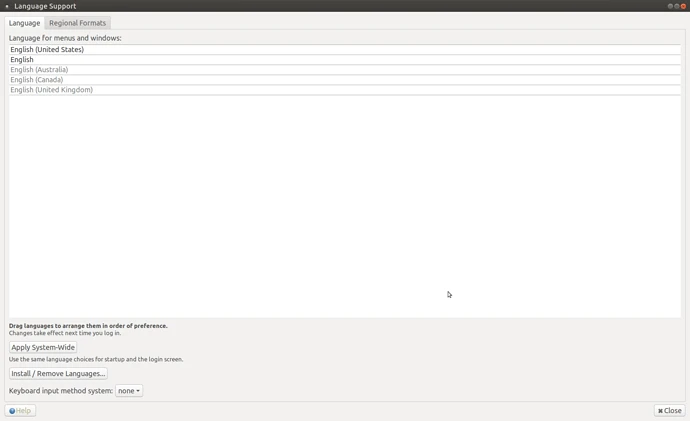 Language Support
Language Regional Formats
Language for menus and windows:
English (United States)
English
English (Australia)
English (Canada)
English (United Kingdom)
Drag languages to arrange them in order of preference.
Changes take effect next time you log in.
Apply System-Wide
Use the same language choices for startup and the login screen.
Install / Remove Languages...
Keyboard input method system: none
Help Close